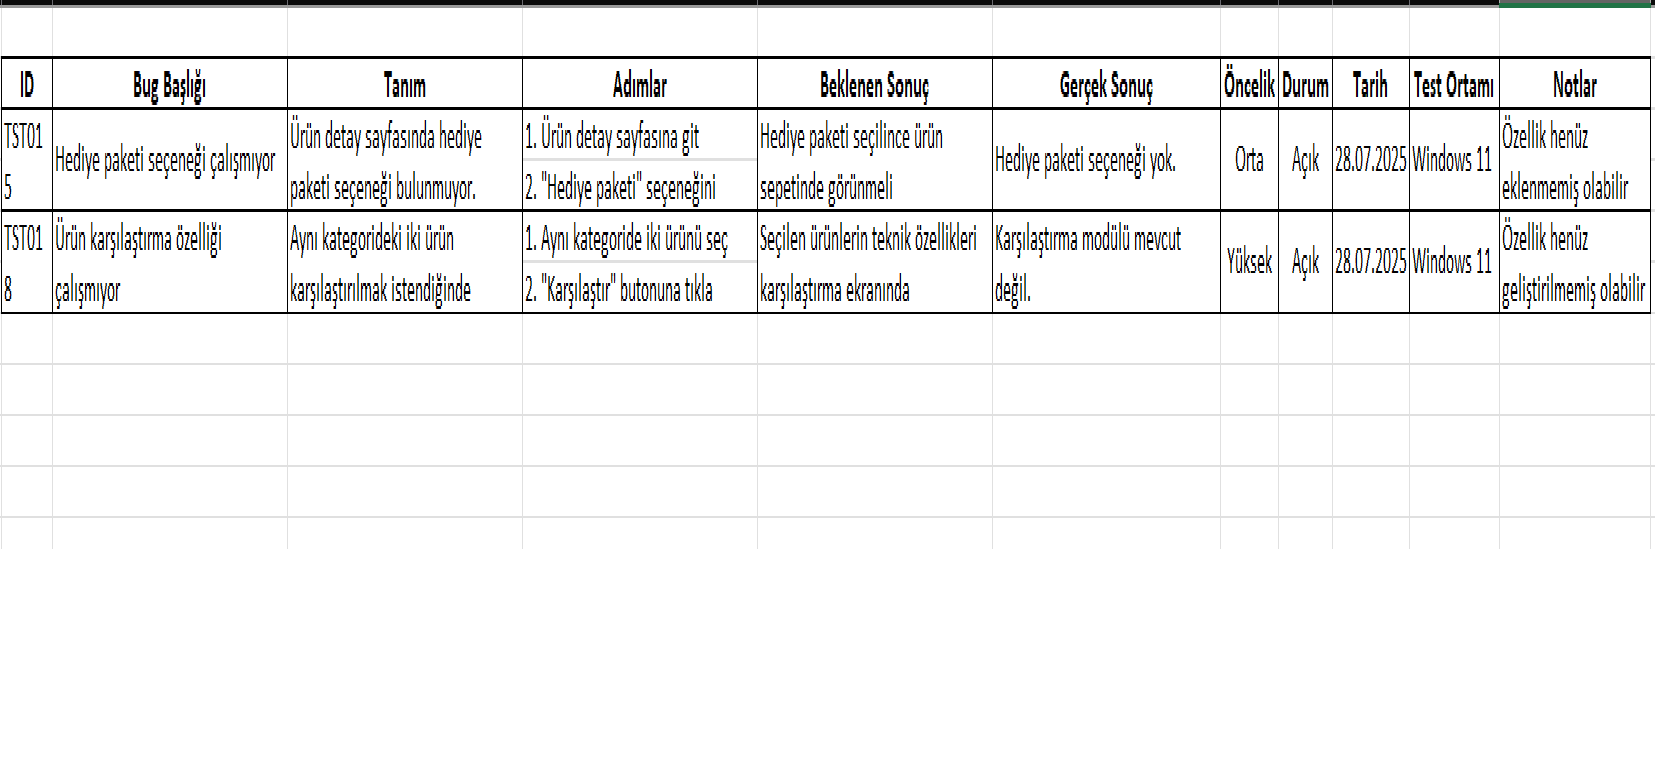 ID Bug Başlığı Tanım Adımlar Beklenen Sonuç Gerçek Sonuç Öncelik Durum Tarih Test Ortamı Notlar
TST01
5
Hediye paketi seçeneği çalışmıyor
Ürün detay sayfasında hediye
paketi seçeneği bulunmuyor.
1. Ürün detay sayfasına git
2. "Hediye paketi" seçeneğini
Hediye paketi seçilince ürün
sepetinde görünmeli
Hediye paketi seçeneği yok.
Orta
Açık
28.07.2025
Windows 11
Özellik henüz
eklenmemiş olabilir
TST01
8
Ürün karşılaştırma özelliği
çalışmıyor
Aynı kategorideki iki ürün
karşılaştırılmak istendiğinde
1. Aynı kategoride iki ürünü seç
2. "Karşılaştır" butonuna tıkla
Seçilen ürünlerin teknik özellikleri
karşılaştırma ekranında
Karşılaştırma modülü mevcut
değil.
Yüksek
Açık
28.07.2025
Windows 11
Özellik henüz
geliştirilmemiş olabilir